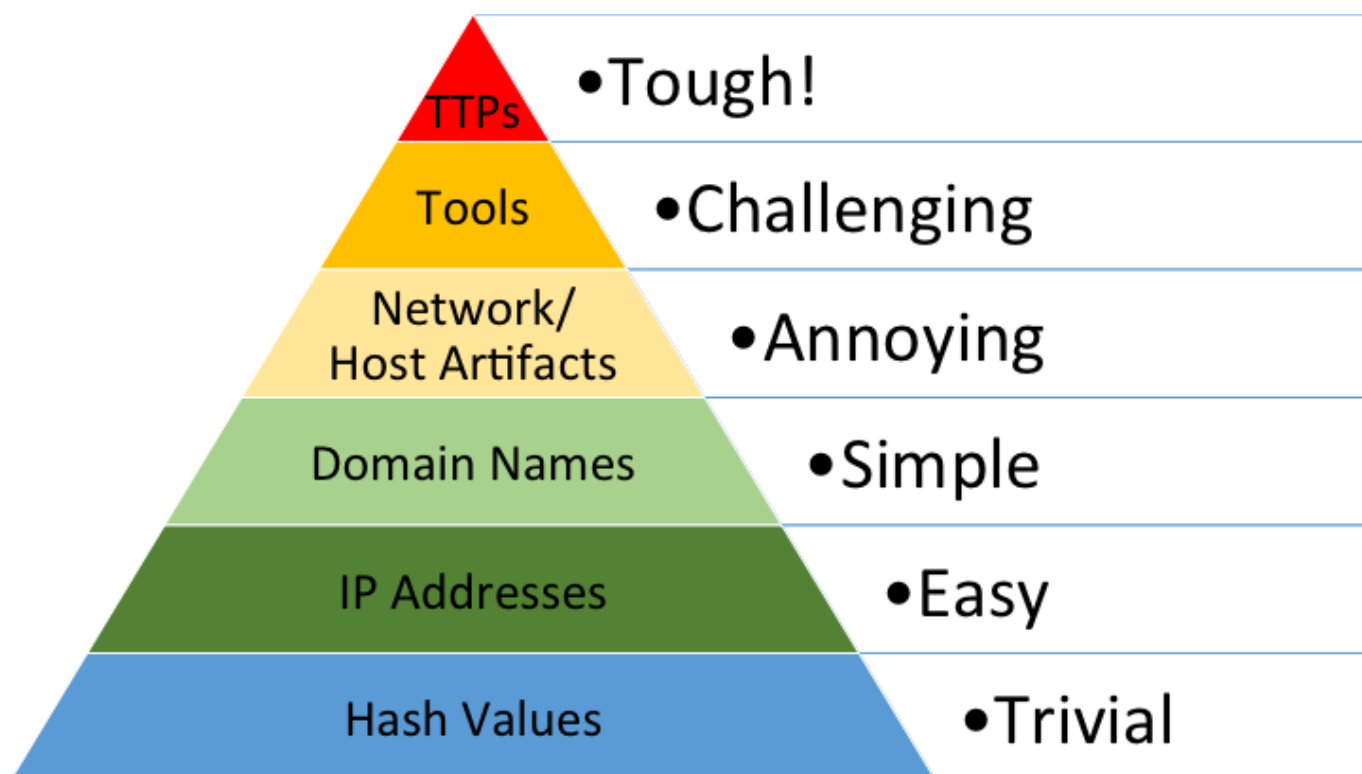 TTPs
•Tough!
Tools
•Challenging
Network/
Host Artifacts
•Annoying
Domain Names
•Simple
IP Addresses
•Easy
Hash Values
•Trivial